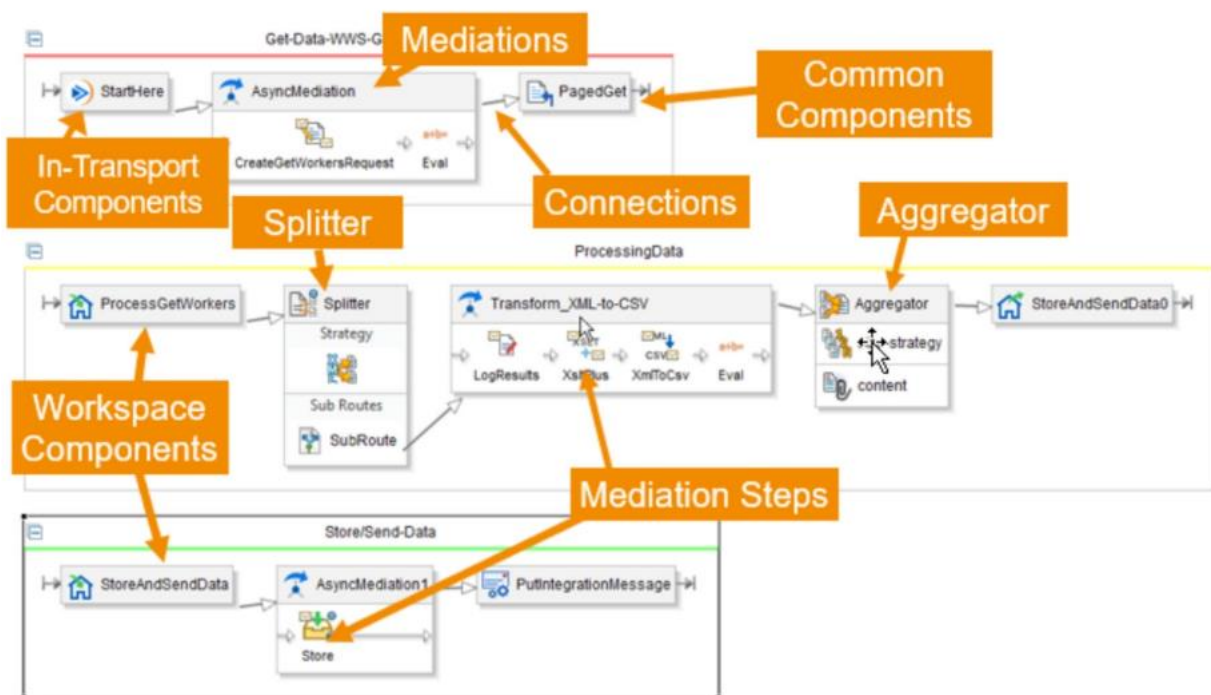 Get-Data-WWS-G
Mediations
Common
Components
StartHere
AsyncMediation
PagedGet
CreateGetWorkersRequest
Eval
In-Transport
Components
Connections
Splitter
Aggregator
ProcessingData
ProcessGetWorkers
Splitter
Strategy
Sub Routes
SubRoute
Transform_XML-to-CSV
LogResults
XmlToCsv
Eval
Aggregator
strategy
content
StoreAndSendData0
Workspace
Components
Mediation Steps
Store/Send-Data
StoreAndSendData
AsyncMediation1
Store
PutIntegrationMessage